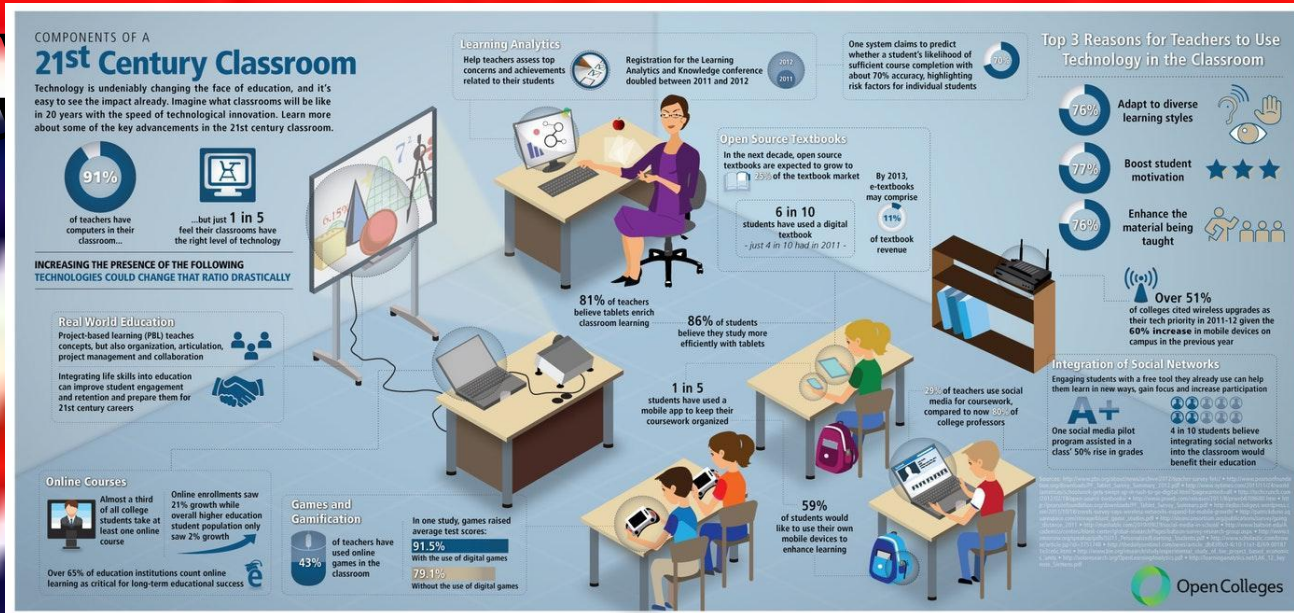 COMPONENTS OF A
21st Century Classroom
Technology is undeniably changing the face of education, and it's
easy to see the impact already. Imagine what classrooms will be like
in 20 years with the speed of technological innovation. Learn more
about some of the key advancements in the 21st century classroom.
91%
of teachers have
computers in their
classroom...
...but just 1 in 5
feel their classrooms have
the right level of technology
INCREASING THE PRESENCE OF THE FOLLOWING
TECHNOLOGIES COULD CHANGE THAT RATIO DRASTICALLY
Real World Education
Project-based learning (PBL) teaches
concepts, but also organization, articulation,
project management and collaboration
Integrating life skills into education
can improve student engagement
and retention and prepare them for
21st century careers
Online Courses
Almost a third
of all college
students take at
least one online
course
Online enrollments saw
21% growth while
overall higher education
student population only
saw 2% growth
Over 65% of education institutions count online
learning as critical for long-term educational success
Games and
Gamification
43%
of teachers have
used online
games in the
classroom
In one study, games raised
average test scores:
91.5%
With the use of digital games
79.1%
Without the use of digital games
Learning Analytics
Help teachers assess top
concerns and achievements
related to their students
Registration for the Learning
Analytics and Knowledge conference
doubled between 2011 and 2012
2012
2011
One system claims to predict
whether a student's likelihood of
sufficient course completion with
about 70% accuracy, highlighting
risk factors for individual students
70%
Open Source Textbooks
In the next decade, open source
textbooks are expected to grow to
25% of the textbook market
6 in 10
students have used a digital
textbook
- just 4 in 10 had in 2011 -
By 2013,
e-textbooks
may comprise
11%
of textbook
revenue
81% of teachers
believe tablets enrich
classroom learning
86% of students
believe they study more
efficiently with tablets
1 in 5
students have used a
mobile app to keep their
coursework organized
29% of teachers use social
media for coursework,
compared to now 80% of
college professors
59%
of students would
like to use their own
mobile devices to
enhance learning
Top 3 Reasons for Teachers to Use
Technology in the Classroom
76%
Adapt to diverse
learning styles
77%
Boost student
motivation
76%
Enhance the
material being
taught
Over 51%
of colleges cited wireless upgrades as
their tech priority in 2011-12 given the
60% increase in mobile devices on
campus in the previous year
Integration of Social Networks
Engaging students with a free tool they already use can help
them learn in new ways, gain focus and increase participation
A+
One social media pilot
program assisted in a
class' 50% rise in grades
4 in 10 students believe
integrating social networks
into the classroom would
benefit their education
Open Colleges